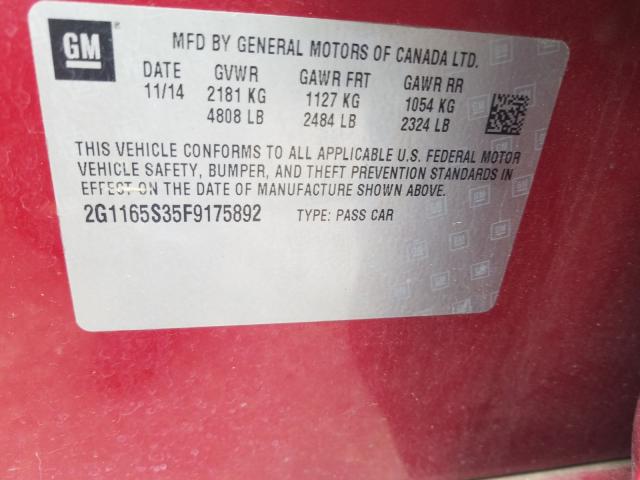 GM
MFD BY GENERAL MOTORS OF CANADA LTD.
DATE GVWR GAWR FRT GAWR RR
11/14 2181 KG 1127 KG 1054 KG
4808 LB 2484 LB 2324 LB
THIS VEHICLE CONFORMS TO ALL APPLICABLE U.S. FEDERAL MOTOR
VEHICLE SAFETY, BUMPER, AND THEFT PREVENTION STANDARDS IN
EFFECT ON THE DATE OF MANUFACTURE SHOWN ABOVE.
2G1165S35F9175892 TYPE: PASS CAR